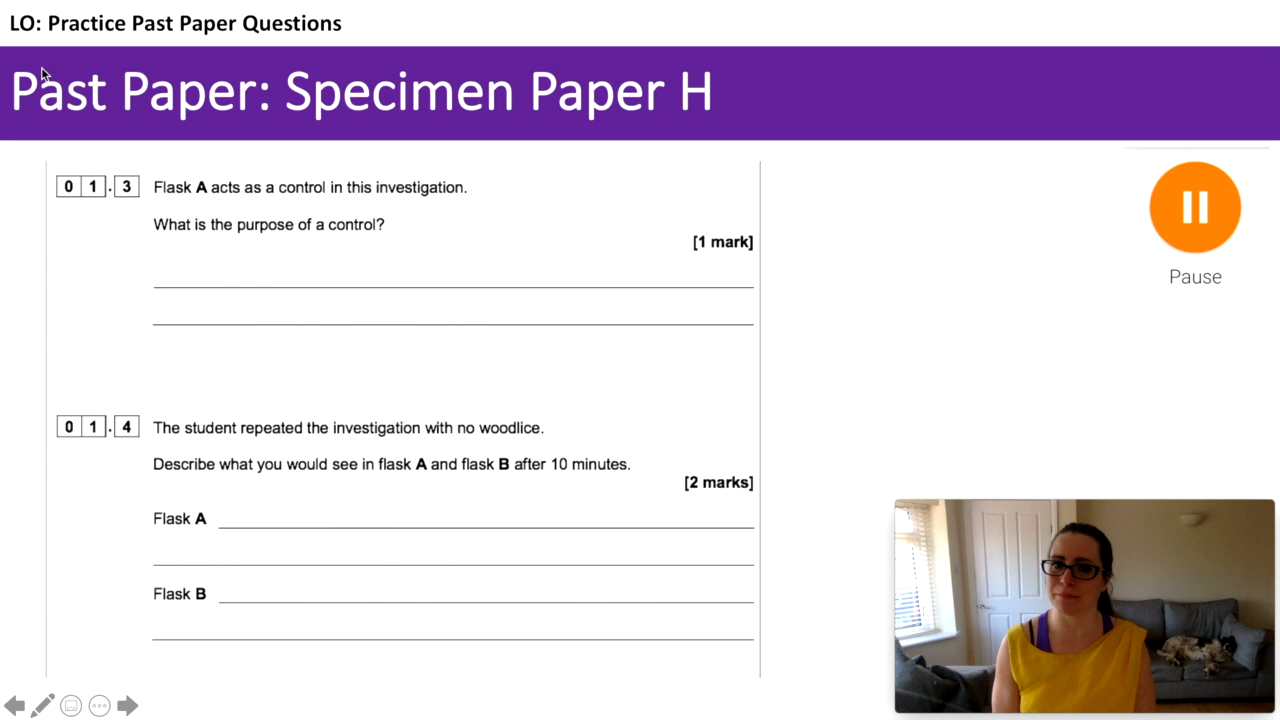 LO: Practice Past Paper Questions
Past Paper: Specimen Paper H
0 1 . 3 Flask A acts as a control in this investigation.
What is the purpose of a control?
[1 mark]
Pause
0 1 . 4 The student repeated the investigation with no woodlice.
Describe what you would see in flask A and flask B after 10 minutes.
[2 marks]
Flask A
Flask B